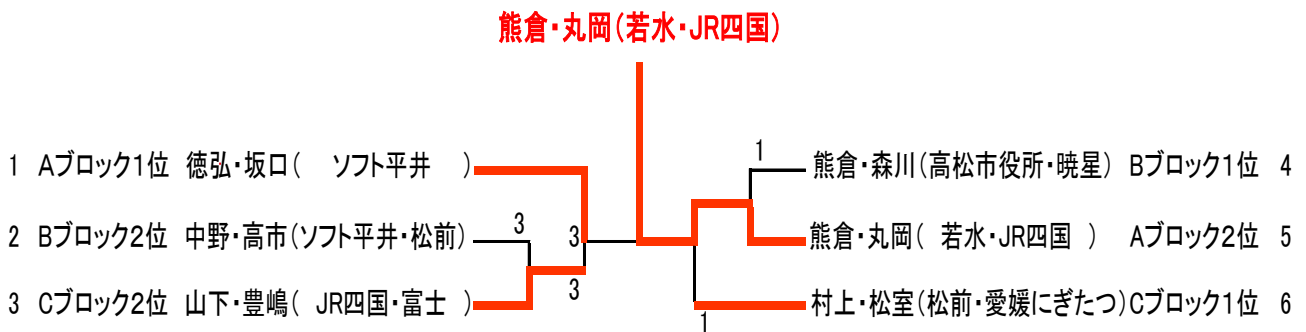 熊倉・丸岡(若水・JR四国)
1 Aブロック1位 徳弘・坂口( ソフト平井 )
2 Bブロック2位 中野・高市(ソフト平井・松前)
3 Cブロック2位 山下・豊嶋( JR四国・富士 )
3
3
3
1
熊倉・森川(高松市役所・暁星) Bブロック1位 4
熊倉・丸岡( 若水・JR四国 ) Aブロック2位 5
村上・松室(松前・愛媛にぎたつ)Cブロック1位 6
1